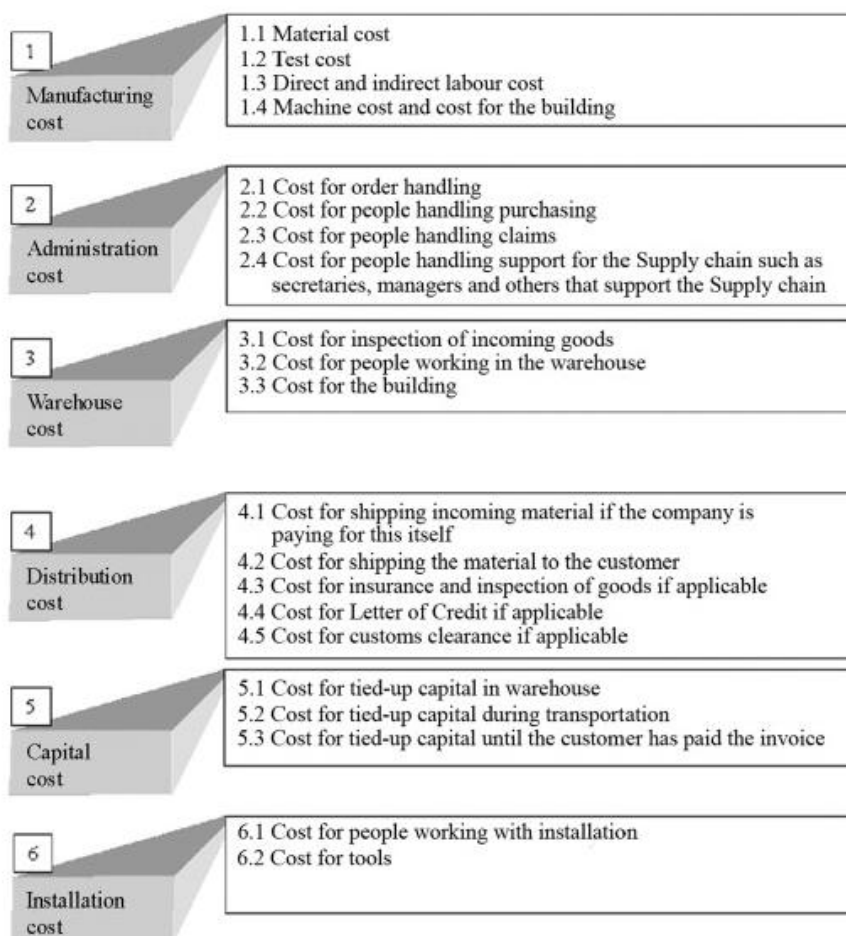 1
Manufacturing
cost
1.1 Material cost
1.2 Test cost
1.3 Direct and indirect labour cost
1.4 Machine cost and cost for the building
2
Administration
cost
2.1 Cost for order handling
2.2 Cost for people handling purchasing
2.3 Cost for people handling claims
2.4 Cost for people handling support for the Supply chain such as
secretaries, managers and others that support the Supply chain
3
Warehouse
cost
3.1 Cost for inspection of incoming goods
3.2 Cost for people working in the warehouse
3.3 Cost for the building
4
Distribution
cost
4.1 Cost for shipping incoming material if the company is
paying for this itself
4.2 Cost for shipping the material to the customer
4.3 Cost for insurance and inspection of goods if applicable
4.4 Cost for Letter of Credit if applicable
4.5 Cost for customs clearance if applicable
5
Capital
cost
5.1 Cost for tied-up capital in warehouse
5.2 Cost for tied-up capital during transportation
5.3 Cost for tied-up capital until the customer has paid the invoice
6
Installation
cost
6.1 Cost for people working with installation
6.2 Cost for tools